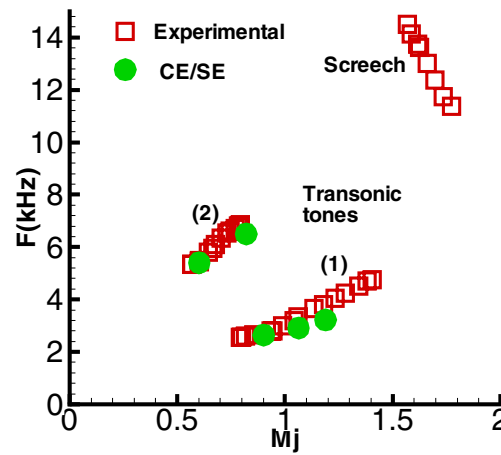 14
12
10
8
6
4
2
0
F(kHz)
Experimental
CE/SE
Screech
Transonic
tones
(2)
(1)
0
0.5
1
1.5
2
Mj